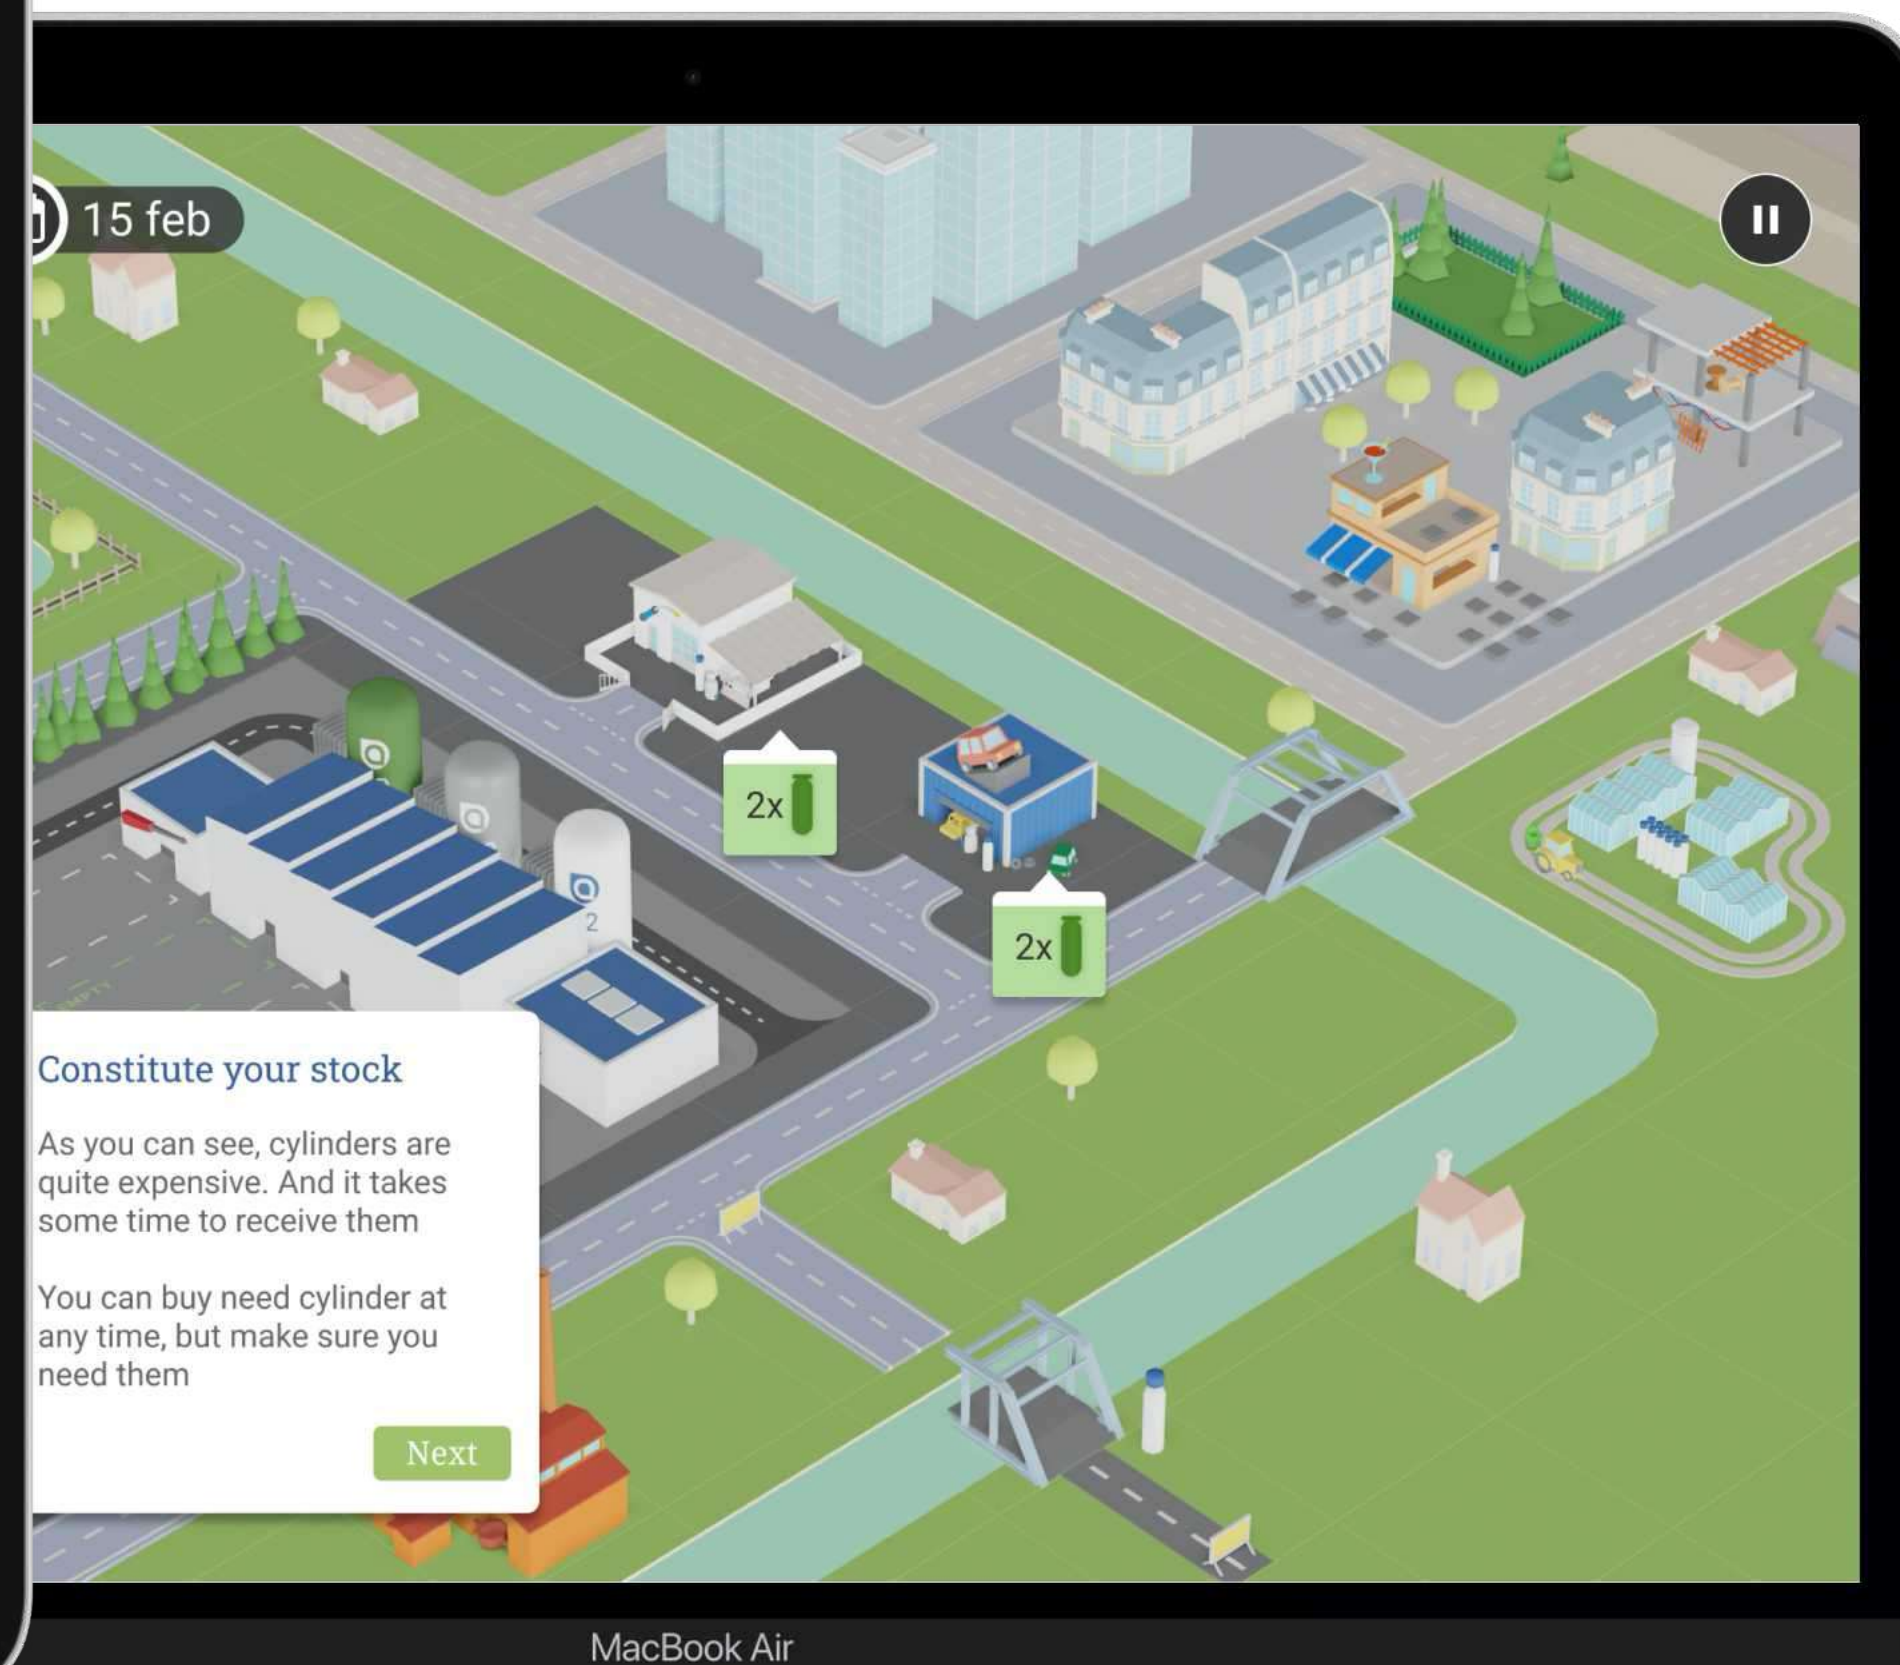 15 feb
2x
2x
2
EMPTY
Constitute your stock
As you can see, cylinders are
quite expensive. And it takes
some time to receive them
You can buy need cylinder at
any time, but make sure you
need them
Next
MacBook Air